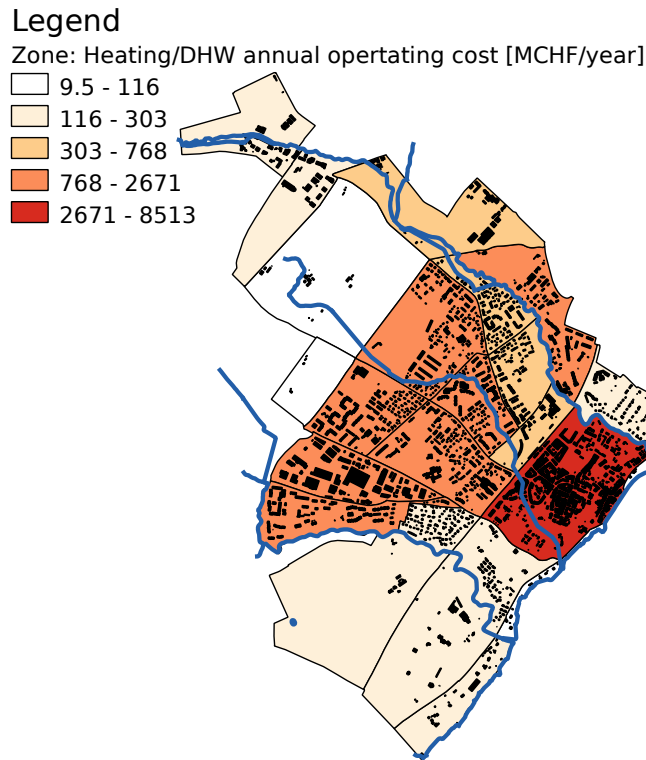 Legend
Zone: Heating/DHW annual opertating cost [MCHF/year]
9.5 - 116
116 - 303
303 - 768
768 - 2671
2671 - 8513